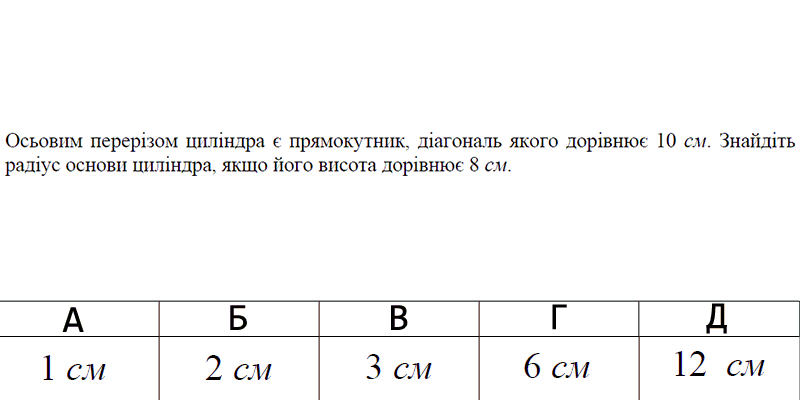 Осьовим перерізом циліндра є прямокутник, діагональ якого дорівнює 10 см. Знайдіть
радіус основи циліндра, якщо його висота дорівнює 8 см.
А Б В Г Д
1 см 2 см 3 см 6 см 12 см